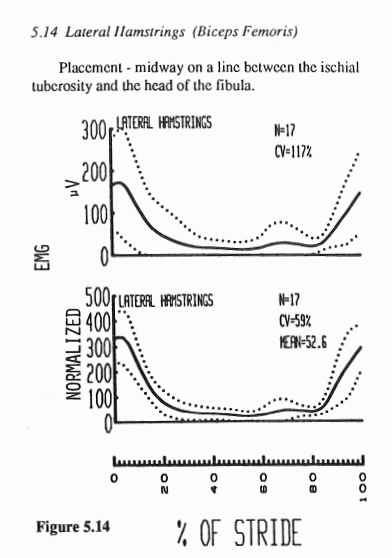 5.14 Lateral Hamstrings (Biceps Femoris)
Placement - midway on a line between the ischial
tuberosity and the head of the fibula.
LATERAL HAMSTRINGS
N=17
CV=117%
300
200
100
0
µV
EMG
LATERAL HAMSTRINGS
N=17
CV=59%
MEAN=52.6
500
400
300
200
100
0
NORMALIZED
0 20 40 60 80 100
Figure 5.14
% OF STRIDE